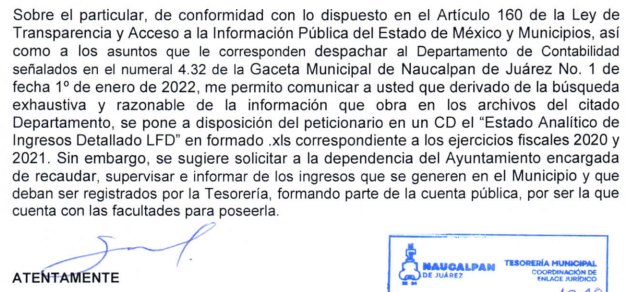 Sobre el particular, de conformidad con lo dispuesto en el Artículo 160 de la Ley de
Transparencia y Acceso a la Información Pública del Estado de México y Municipios, así
como a los asuntos que le corresponden despachar al Departamento de Contabilidad
señalados en el numeral 4.32 de la Gaceta Municipal de Naucalpan de Juárez No. 1 de
fecha 1º de enero de 2022, me permito comunicar a usted que derivado de la búsqueda
exhaustiva y razonable de la información que obra en los archivos del citado
Departamento, se pone a disposición del peticionario en un CD el “Estado Analítico de
Ingresos Detallado LFD” en formado .xls correspondiente a los ejercicios fiscales 2020 y
2021. Sin embargo, se sugiere solicitar a la dependencia del Ayuntamiento encargada
de recaudar, supervisar e informar de los ingresos que se generen en el Municipio y que
deban ser registrados por la Tesorería, formando parte de la cuenta pública, por ser la que
cuenta con las facultades para poseerla.
ATENTAMENTE
NAUCALPAN
DE JUÁREZ
TESORERÍA MUNICIPAL
COORDINACIÓN DE
ENLACE JURÍDICO